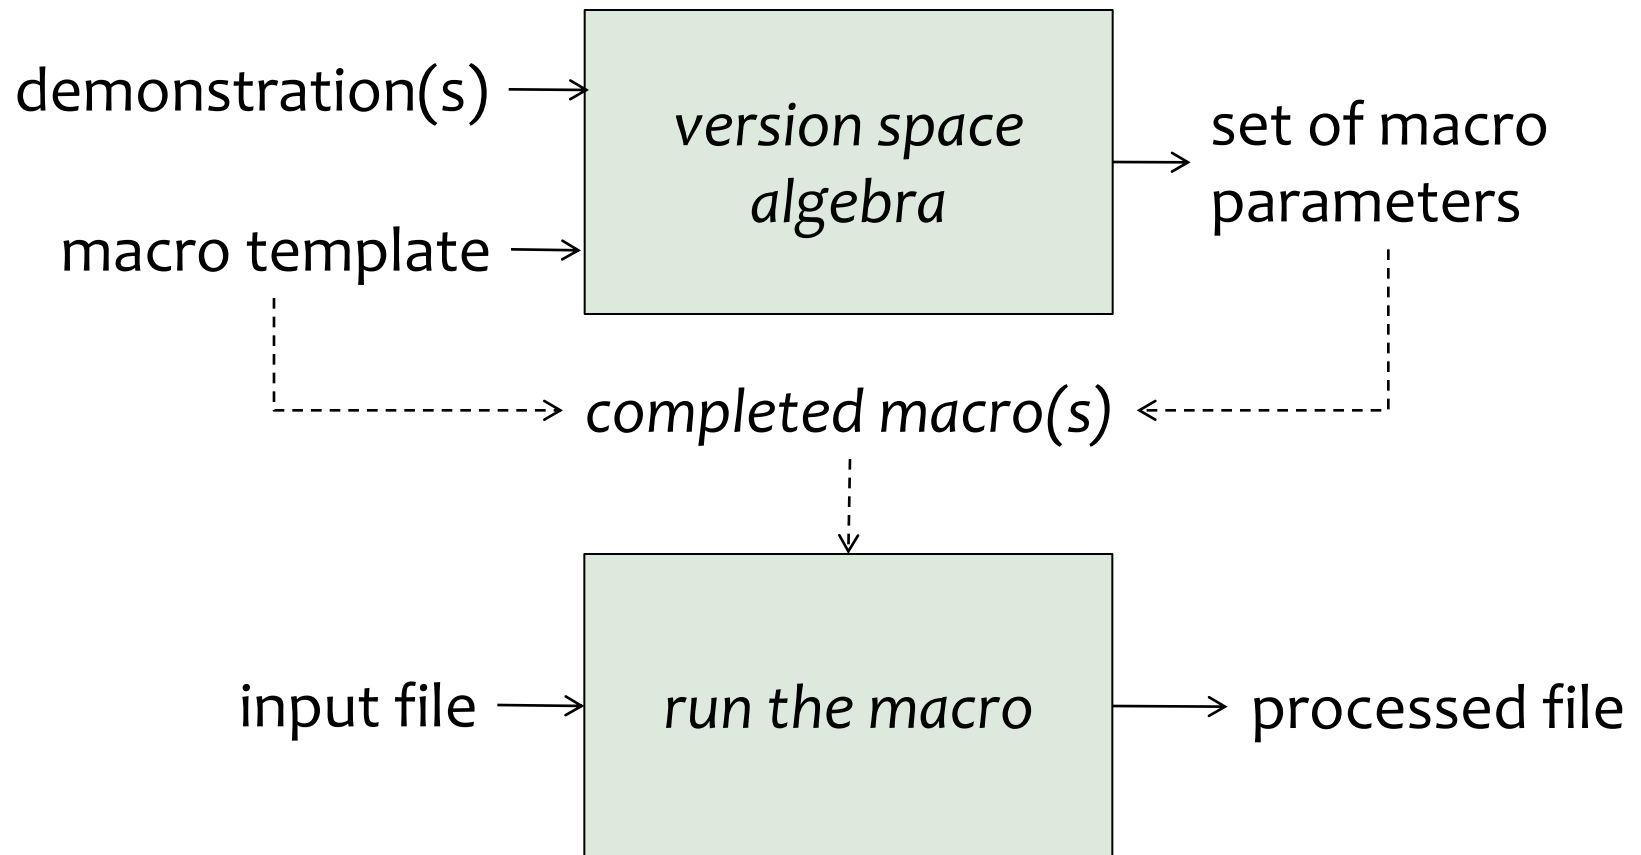 demonstration(s)
macro template
version space
algebra
set of macro
parameters
completed macro(s)
input file
run the macro
processed file